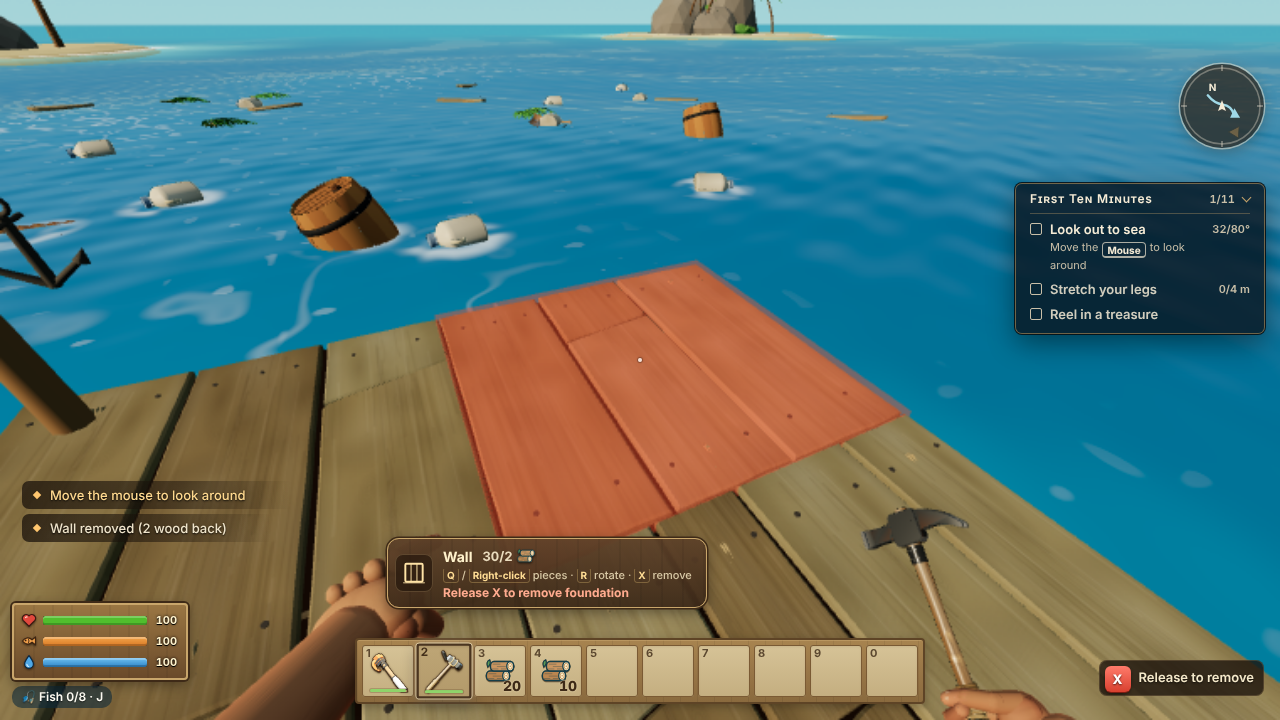 N
First Ten Minutes 1/11
Look out to sea 32/80°
Move the Mouse to look
around
Stretch your legs 0/4 m
Reel in a treasure
Move the mouse to look around
Wall removed (2 wood back)
Wall 30/2
Q / Right-click pieces · R rotate · X remove
Release X to remove foundation
100
100
100
Fish 0/8 · J
1 2 3 4 5 6 7 8 9 0
20 10
X Release to remove